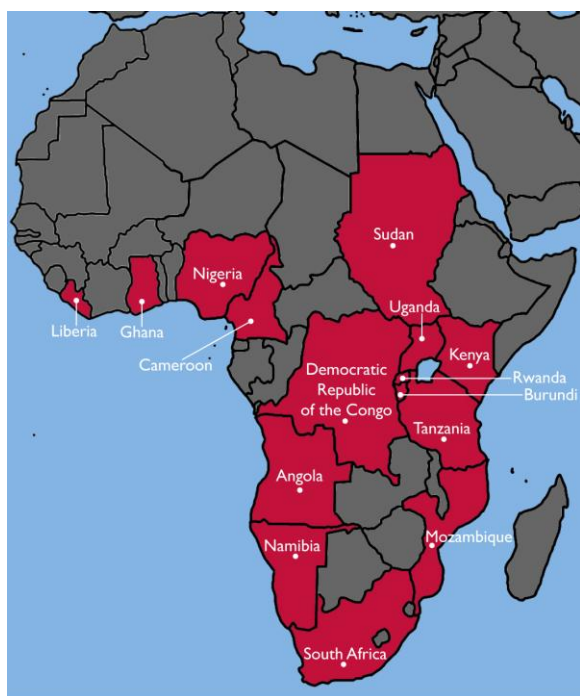 Sudan
Nigeria
Uganda
Liberia
Ghana
Cameroon
Kenya
Democratic
Republic
of the Congo
Rwanda
Burundi
Tanzania
Angola
Mozambique
Namibia
South Africa